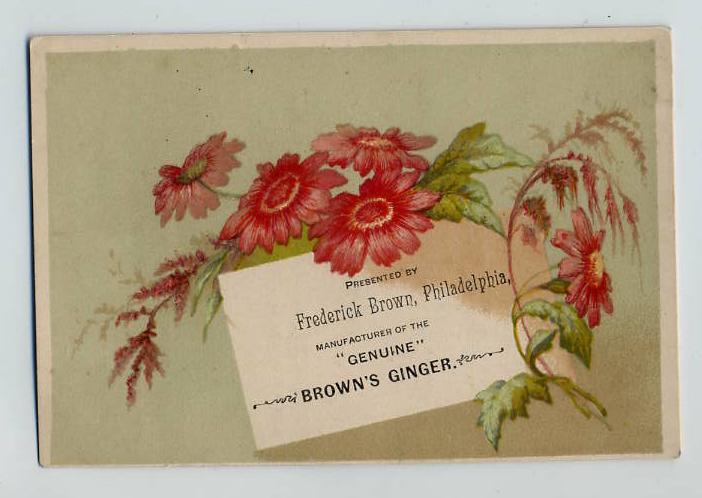 PRESENTED BY
Frederick Brown, Philadelphia,
MANUFACTURER OF THE
"GENUINE"
BROWN'S GINGER.